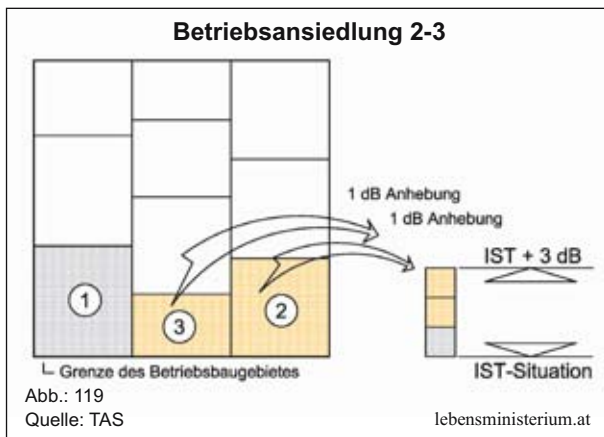 Betriebsansiedlung 2-3
1 dB Anhebung
1 dB Anhebung
IST + 3 dB
1
3
2
Grenze des Betriebsbaugebietes
IST-Situation
Abb.: 119
Quelle: TAS
lebensministerium.at